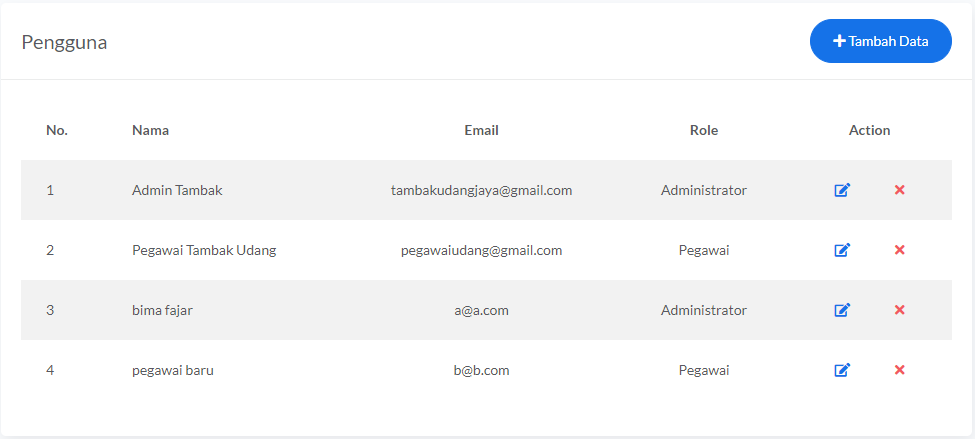 Pengguna
Tambah Data
No. Nama Email Role Action
1 Admin Tambak tambakudangjaya@gmail.com Administrator
2 Pegawai Tambak Udang pegawaiudang@gmail.com Pegawai
3 bima fajar a@a.com Administrator
4 pegawai baru b@b.com Pegawai